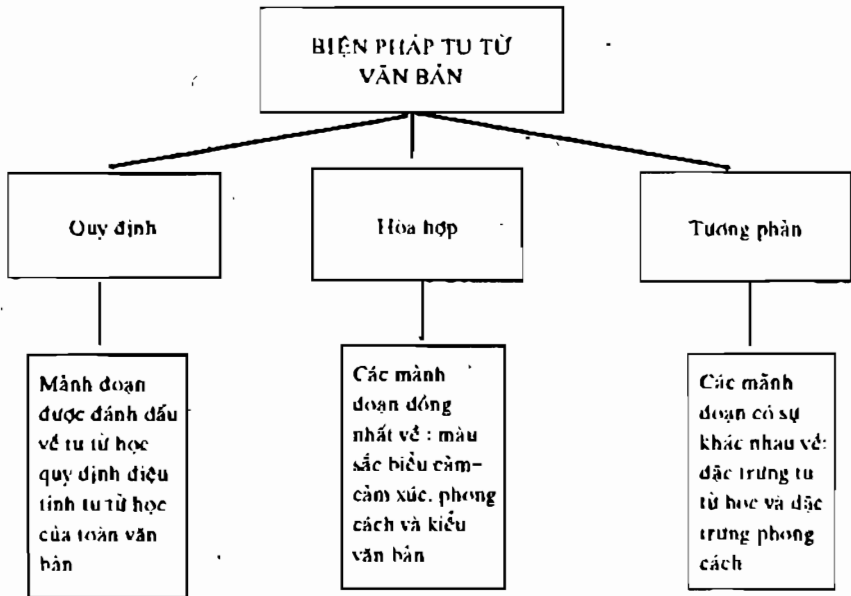 BIỆN PHÁP TU TỪ
VĂN BẢN
Quy định
Hòa hợp
Tương phản
Mảnh đoạn
được đánh dấu
về tu từ học
quy định điệu
tính tu từ học
của toàn văn
bản
Các mảnh
đoạn đồng
nhất về : màu
sắc biểu cảm-
cảm xúc, phong
cách và kiểu
văn bản
Các mảnh
đoạn có sự
khác nhau về:
đặc trưng tu
từ học và đặc
trưng phong
cách